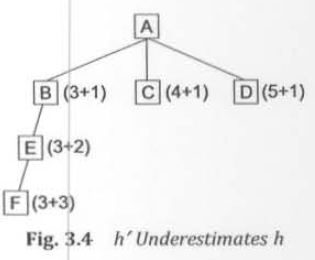 A
B (3+1) C (4+1) D (5+1)
E (3+2)
F (3+3)
Fig. 3.4 h′ Underestimates h